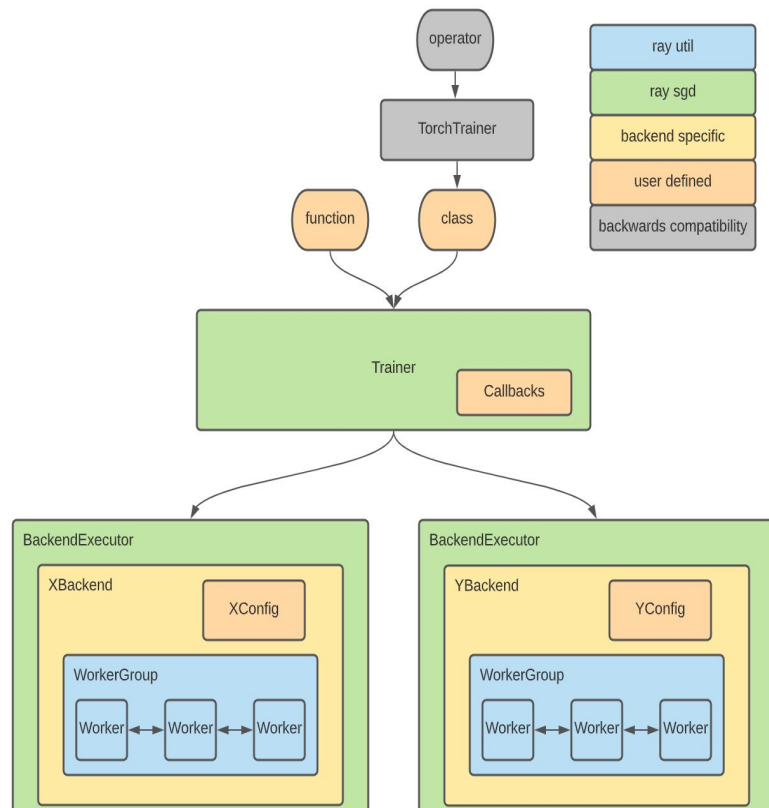 operator
ray util
ray sgd
TorchTrainer
backend specific
user defined
function
class
backwards compatibility
Trainer
Callbacks
BackendExecutor
XBackend
XConfig
WorkerGroup
Worker
Worker
Worker
BackendExecutor
YBackend
YConfig
WorkerGroup
Worker
Worker
Worker